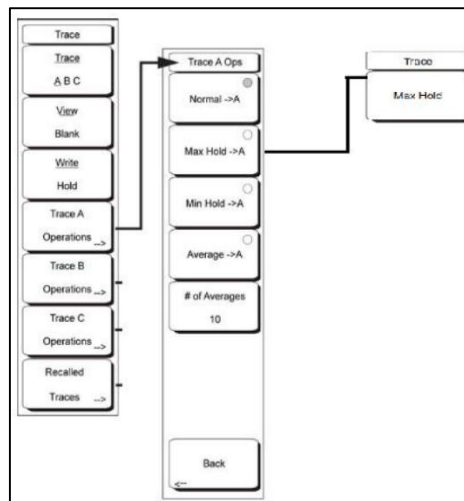 Trace
Trace
A B C
View
Blank
Write
Hold
Trace A
Operations -->
Trace B
Operations -->
Trace C
Operations -->
Recalled
Traces -->
Trace A Ops
Normal ->A
Max Hold ->A
Min Hold ->A
Average ->A
# of Averages
10
Back
<--
Trace
Max Hold